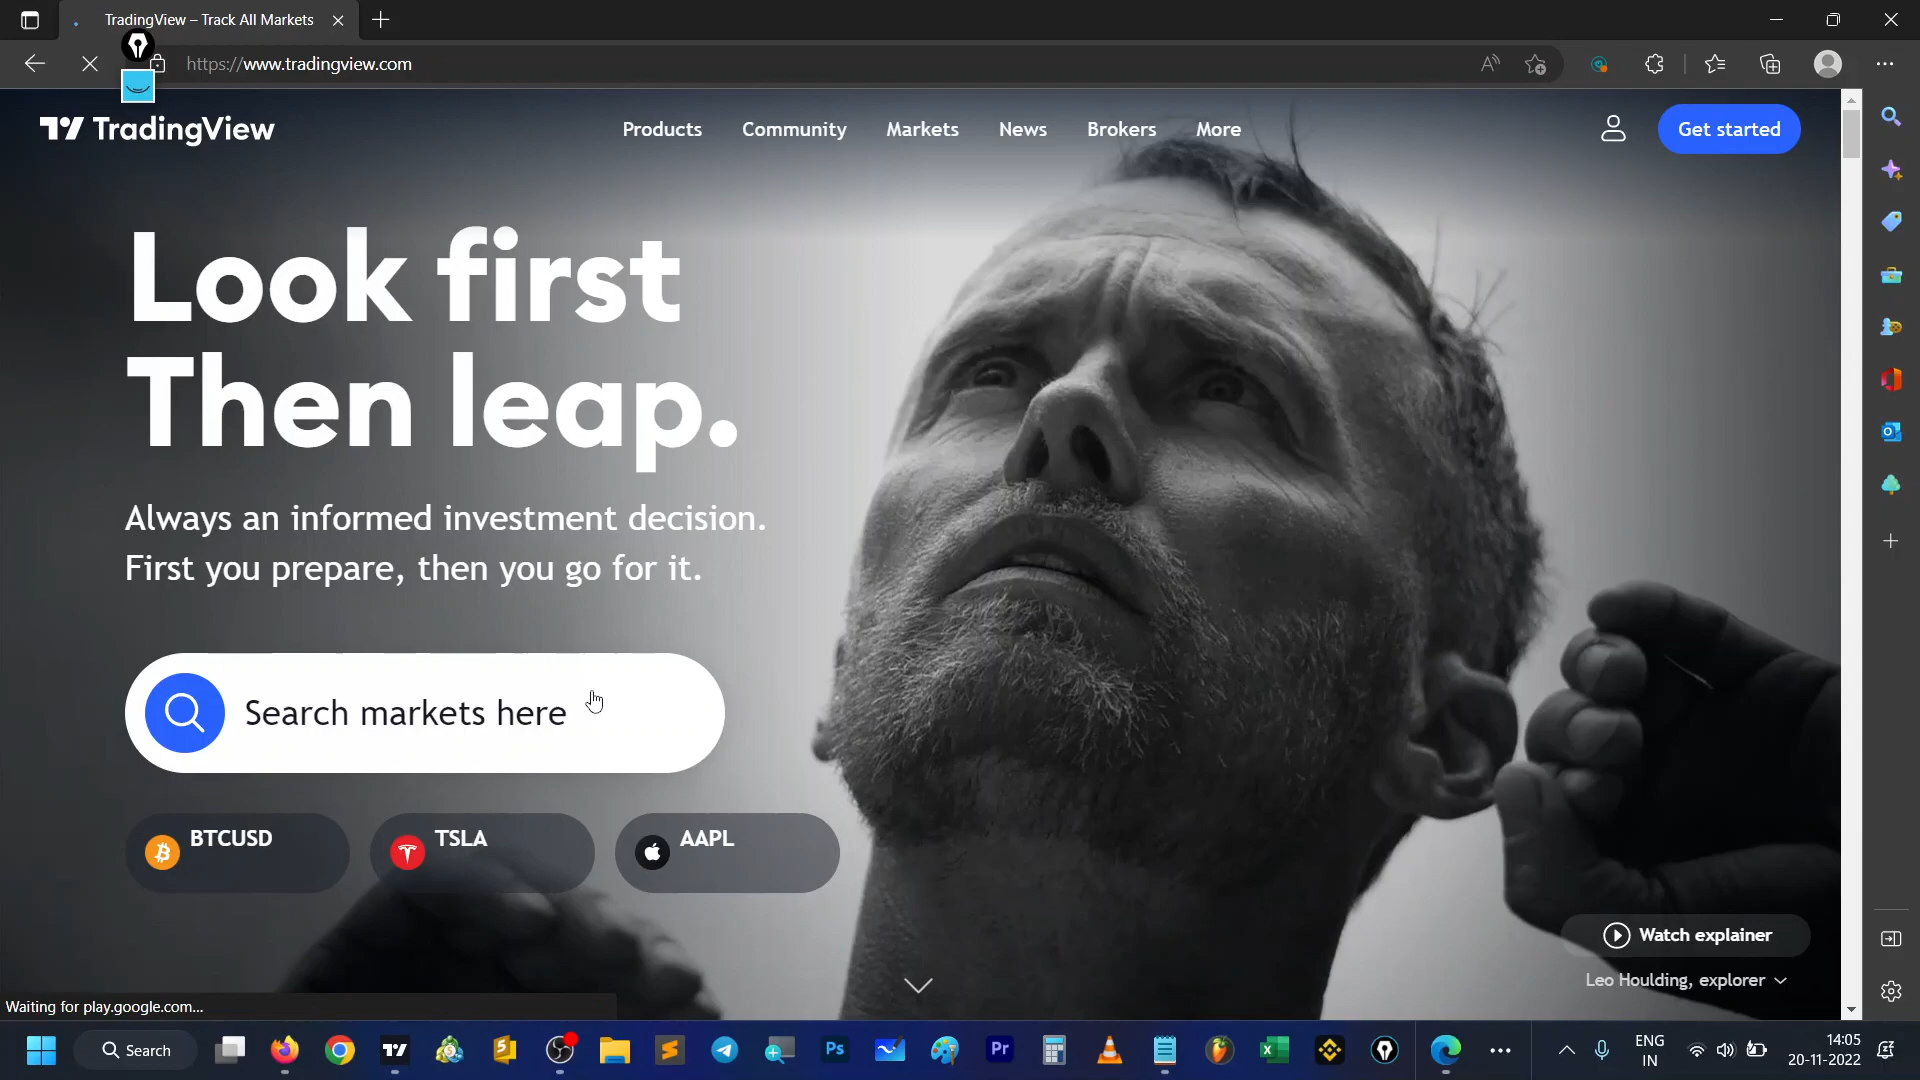 TradingView – Track All Markets
https://www.tradingview.com
TradingView
Products
Community
Markets
News
Brokers
More
Get started
Look first
Then leap.
Always an informed investment decision.
First you prepare, then you go for it.
Search markets here
BTCUSD
TSLA
AAPL
Watch explainer
Leo Houlding, explorer
Waiting for play.google.com...
Search
Ps
Pr
ENG
IN
14:05
20-11-2022